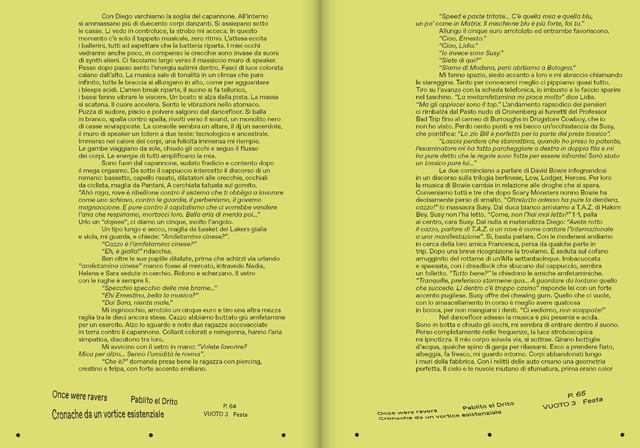 Con Diego varchiamo la soglia del capannone. All'interno
si ammassano più di duecento corpi danzanti. Si assiepano sotto
le casse. Li vedo in controluce, la strobo mi acceca. In questo
momento c'è solo il tappeto musicale, zero ritmo. L'attesa eccita
i ballerini, tutti ad aspettare che la batteria riparta. I miei occhi
vedranno anche poco, in compenso le orecchie sono invase da suoni
di synth alieni. Ci facciamo largo verso il massiccio muro di speaker.
Passo dopo passo sento l'energia salirmi dentro. Fasci di luce colorata
calano dall'alto. La musica sale di tonalità in un climax che pare
infinito, tutte le braccia si allungano in alto, come per agguantare
i bleeps acidi. L'amen break riparte, il suono si fa tellurico,
i bassi fanno vibrare le viscere. Un boato si alza dalla pista. La massa
si scatena. Il cuore accelera. Sento le vibrazioni nello stomaco.
Puzza di sudore, piscio e polvere salgono dal dancefloor. Si balla
in branco, spalla contro spalla, rivolti verso il sound, un monolito nero
di casse sovrapposte. La consolle sembra un altare, il dj un sacerdote,
il muro di speaker un totem a due teste: tecnologico e ancestrale.
Immerso nel calore dei corpi, una felicità immensa mi riempie.
Le gambe viaggiano da sole, chiudo gli occhi e seguo il flusso
dei corpi. Le energie di tutti amplificano la mia.
Sono fuori dal capannone, sudato fradicio e contento dopo
il mega orgasmo. Da sotto il cappuccio intercetto il discorso di un
romano: bassetto, capello rasato, dilatatori alle orecchie, occhiali
da ciclista, maglia da Pantani, A cerchiata tatuata sul gomito.
"Ahò raga, rave è ribellione contro il sistema che ti obbliga a lavorare
come uno schiavo, contro le guardie, il perbenismo, il governo
magnaccione. E pure contro il capitalismo che ci vorrebbe vendere
l'aria che respiriamo, mortacci loro. Bella aria di merda poi..."
Urlo un "dajeee", ci diamo un cinque, svolto l'angolo.
Un tipo lungo e secco, maglia da basket dei Lakers gialla
e viola, mi guarda, e chiede: "Amfetamina cinese?".
"Cazzo è l'amfetamina cinese?"
"Eh, è gialla!" ridacchia.
Ben oltre le sue pupille dilatate, prima che schizzi via urlando
"amfetamina cinese" manco fosse al mercato, intravedo Nadia,
Helena e Sara sedute in cerchio. Ridono e scherzano. Il vetro
con le rughe è sempre lì.
"Specchio specchio delle mie brame..."
"Ehi Ernestino, bella la musica?"
"Dai Sara, niente male."
Mi inginocchio, arrotolo un cinque euro e tiro una altra mezza
raglia tra le dieci ancora stese. Cazzo abbiamo buttato giù amfetamine
per un esercito. Alzo lo sguardo e noto due ragazze accovacciate
in terra contro il capannone. Collant colorati e minigonna, hanno l'aria
simpatica, discutono tra loro.
Mi avvicino con il vetro in mano: "Volete favorire?
Mica per altro... Sennò l'umidità le rovina".
"Che è?" domanda presa bene la ragazza con piercing,
crestino e felpa, con forte accento emiliano.
Once were ravers
Pablito el Drito
Cronache da un vortice esistenziale
P. 64
VUOTO 3 Festa
"Speed e paste tritate... C'è quella rosa e quella blu,
un po' come in Matrix. Il mischione blu è più forte, fai tu."
Allungo il cinque euro arrotolato ed entrambe favoriscono.
"Ciao, Ernesto."
"Ciao, Lidia."
"Io invece sono Susy."
"Siete di qui?"
"Siamo di Modena, però abitiamo a Bologna."
Mi fanno spazio, siedo accanto a loro e mi sbraccio chiamando
le viareggine. Tanto per conoscerci meglio ci pippiamo quasi tutto.
Tiro su l'avanzo con la scheda telefonica, lo imbusto e lo faccio sparire
nel taschino. "La metamfetamina mi piace molto" dice Lidia.
"Ma gli oppiacei sono il top." L'andamento rapsodico dei pensieri
ci rimbalza dal Pasto nudo di Cronenberg ai fumetti del Professor
Bad Trip fino al cameo di Burroughs in Drugstore Cowboy, che io
non ho visto. Perdo cento punti e mi becco un'occhiataccia da Susy,
che pontifica: "Lo zio Bill è perfetto per la parte del prete tossico".
"Lascia perdere che stamattina, quando ho preso la patente,
l'esaminatore mi ha fatto parcheggiare a destra in doppia fila e mi
ha pure detto che le regole sono fatte per essere infrante! Sarà stato
un tossico pure lui..."
Le due cominciano a parlare di David Bowie infognandosi
in un discorso sulla trilogia berlinese, Low, Lodger, Heroes. Per loro
la musica di Bowie cambia in relazione alle droghe che si spara.
Conveniamo tutti e tre che dopo Scary Monsters nonno Bowie ha
decisamente perso di smalto. "Oltretutto adesso ha pure la dentiera,
cazzo!" lo massacra Susy. Dal duca bianco arriviamo a T.A.Z. di Hakim
Bey. Susy non l'ha letto. "Come, non l'hai mai letto?" 1-1, palla
al centro, cara Susy. Dal nulla si materializza Diego: "Avete rotto
il cazzo, parlare di T.A.Z. a un rave è come cantare l'Internazionale
a una manifestazione". Sì, basta parlare. Con le modenesi andiamo
in cerca della loro amica Francesca, persa da qualche parte in
trip. Dopo una breve ricognizione la troviamo. È seduta sul cofano
arrugginito del rottame di un'Alfa settantacinque. Imbacuccata
e spaesata, con i dreadlock che sbucano dal cappuccio, sembra
un folletto. "Tutto bene?" le chiedono le amiche amfetaminiche.
"Tranquille, preferisco starmene qua... A guardare da lontano quello
che succede. Lì dentro c'è troppo casino" risponde lei con un forte
accento pugliese. Susy offre dei chewing gum. Quello che ci vuole,
con lo smascellamento in corso è meglio avere qualcosa
in bocca, per non mangiarsi i denti. "Ci vediamo, non scappate!"
Nel dancefloor adesso la musica è più pesante e acida.
Sono in botta e chiudo gli occhi, mi sembra di entrare dentro il suono.
Perso completamente nelle frequenze, la luce stroboscopica
mi ipnotizza. Il mio corpo scivola via, si sottrae. Girano bottiglie
d'acqua, qualche spino di ganja per rilassarsi. Esco a prendere fiato,
albeggia, fa fresco, mi guardo intorno. Corpi abbandonati lungo
i muri della fabbrica. Con i relitti delle auto creano una geometria
perfetta. Il cielo e le nuvole mutano di sfumatura, prima erano color
Once were ravers
Pablito el Drito
Cronache da un vortice esistenziale
P. 65
VUOTO 3 Festa